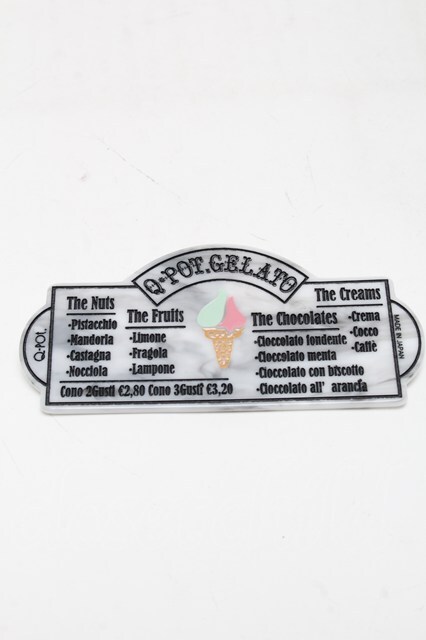 Q-POT.GELATO
The Nuts
·Pistacchio
·Mandoria
·Castagna
·Nocciola
The Fruits
·Limone
·Fragola
·Lampone
The Chocolates
·Cioccolato fondente
·Cioccolato menta
·Cioccolato con biscotto
·Cioccolato all' arancia
The Creams
·Crema
·Cocco
·Caffè
Cono 2Gusti €2,80 Cono 3Gusti €3,20
Q-POT.
MADE IN JAPAN